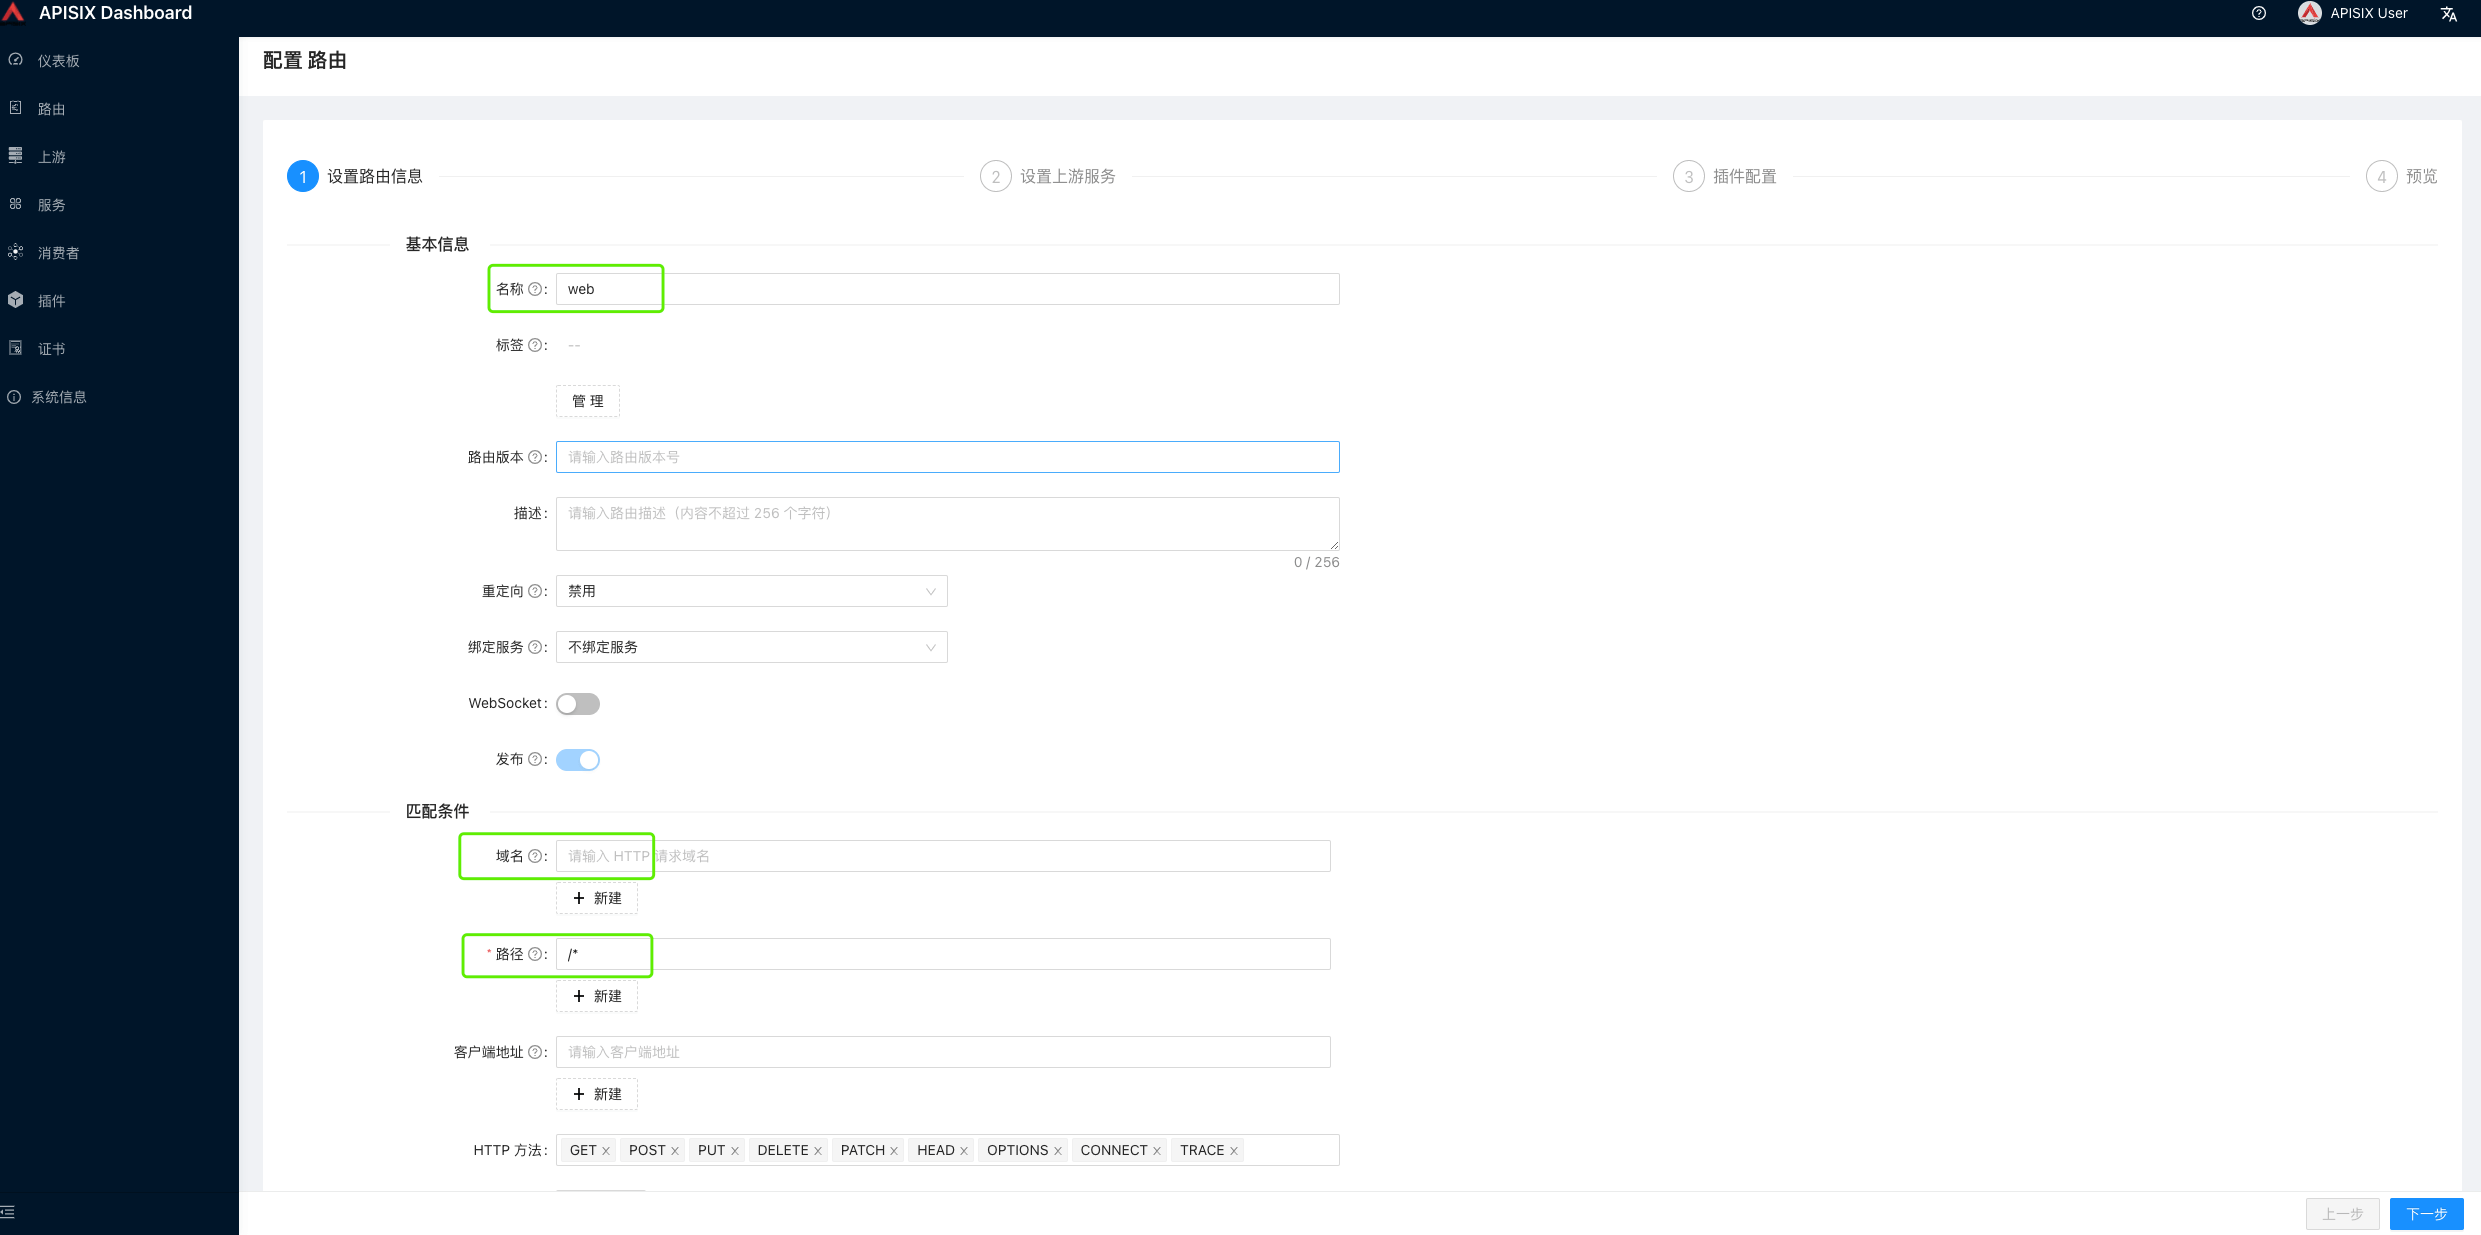 APISIX Dashboard
APISIX User
仪表板
路由
上游
服务
消费者
插件
证书
系统信息
配置 路由
1 设置路由信息
2 设置上游服务
3 插件配置
4 预览
基本信息
名称 : web
标签 : --
管 理
路由版本 : 请输入路由版本号
描述 : 请输入路由描述（内容不超过 256 个字符）
0 / 256
重定向 : 禁用
绑定服务 : 不绑定服务
WebSocket :
发布 :
匹配条件
域名 : 请输入 HTTP 请求域名
+ 新建
* 路径 : /*
+ 新建
客户端地址 : 请输入客户端地址
+ 新建
HTTP 方法 : GET × POST × PUT × DELETE × PATCH × HEAD × OPTIONS × CONNECT × TRACE ×
上一步 下一步